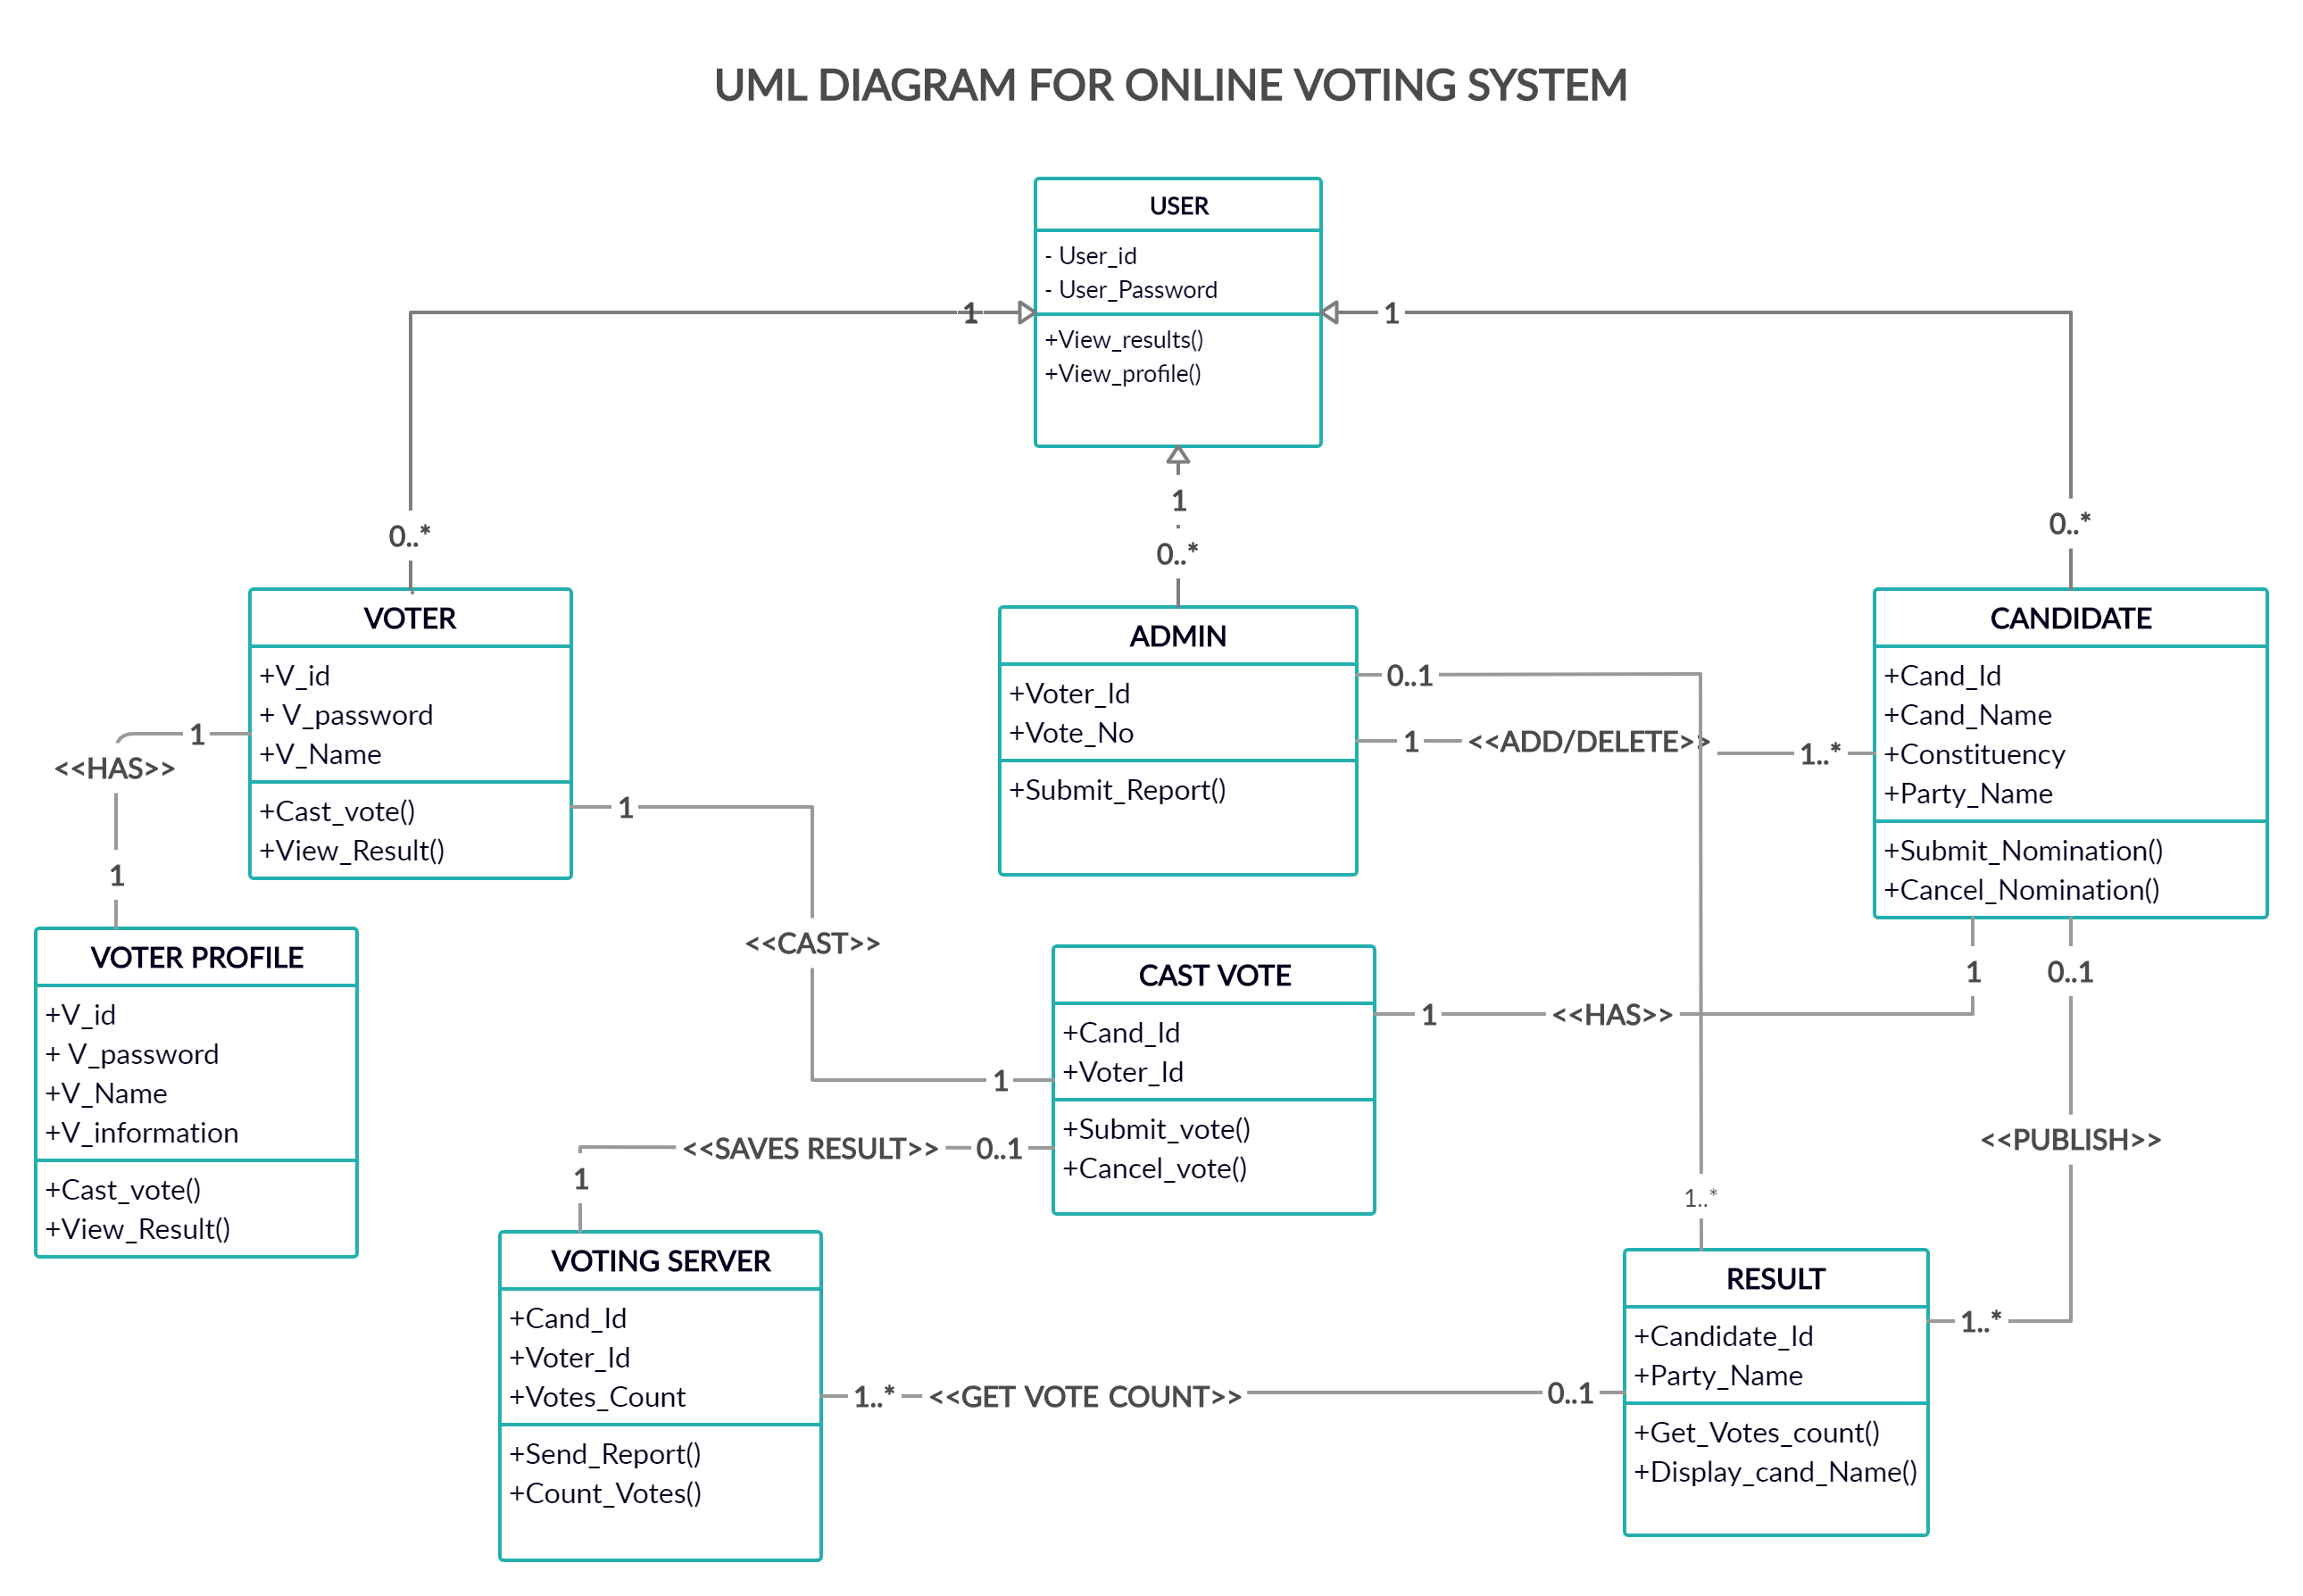 UML DIAGRAM FOR ONLINE VOTING SYSTEM
USER
- User_id
- User_Password
+View_results()
+View_profile()
1
1
1
0..*
0..*
0..*
VOTER
+V_id
+ V_password
+V_Name
+Cast_vote()
+View_Result()
ADMIN
+Voter_Id
+Vote_No
+Submit_Report()
CANDIDATE
+Cand_Id
+Cand_Name
+Constituency
+Party_Name
+Submit_Nomination()
+Cancel_Nomination()
0..1
1
<<ADD/DELETE>>
1..*
1
<<HAS>>
1
1
<<CAST>>
1
VOTER PROFILE
+V_id
+ V_password
+V_Name
+V_information
+Cast_vote()
+View_Result()
CAST VOTE
+Cand_Id
+Voter_Id
+Submit_vote()
+Cancel_vote()
1
<<HAS>>
1
0..1
<<PUBLISH>>
1..*
<<SAVES RESULT>>
0..1
1
1..*
VOTING SERVER
+Cand_Id
+Voter_Id
+Votes_Count
+Send_Report()
+Count_Votes()
1..*
<<GET VOTE COUNT>>
0..1
RESULT
+Candidate_Id
+Party_Name
+Get_Votes_count()
+Display_cand_Name()